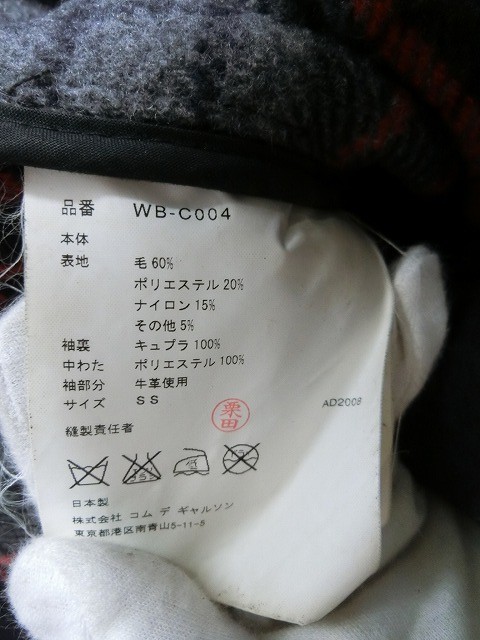 品番 WB-C004
本体
表地 毛 60%
ポリエステル 20%
ナイロン 15%
その他 5%
袖裏 キュプラ 100%
中わた ポリエステル 100%
袖部分 牛革使用
サイズ SS
AD2008
縫製責任者 栗田
低
日本製
株式会社 コム デ ギャルソン
東京都港区南青山5-11-5